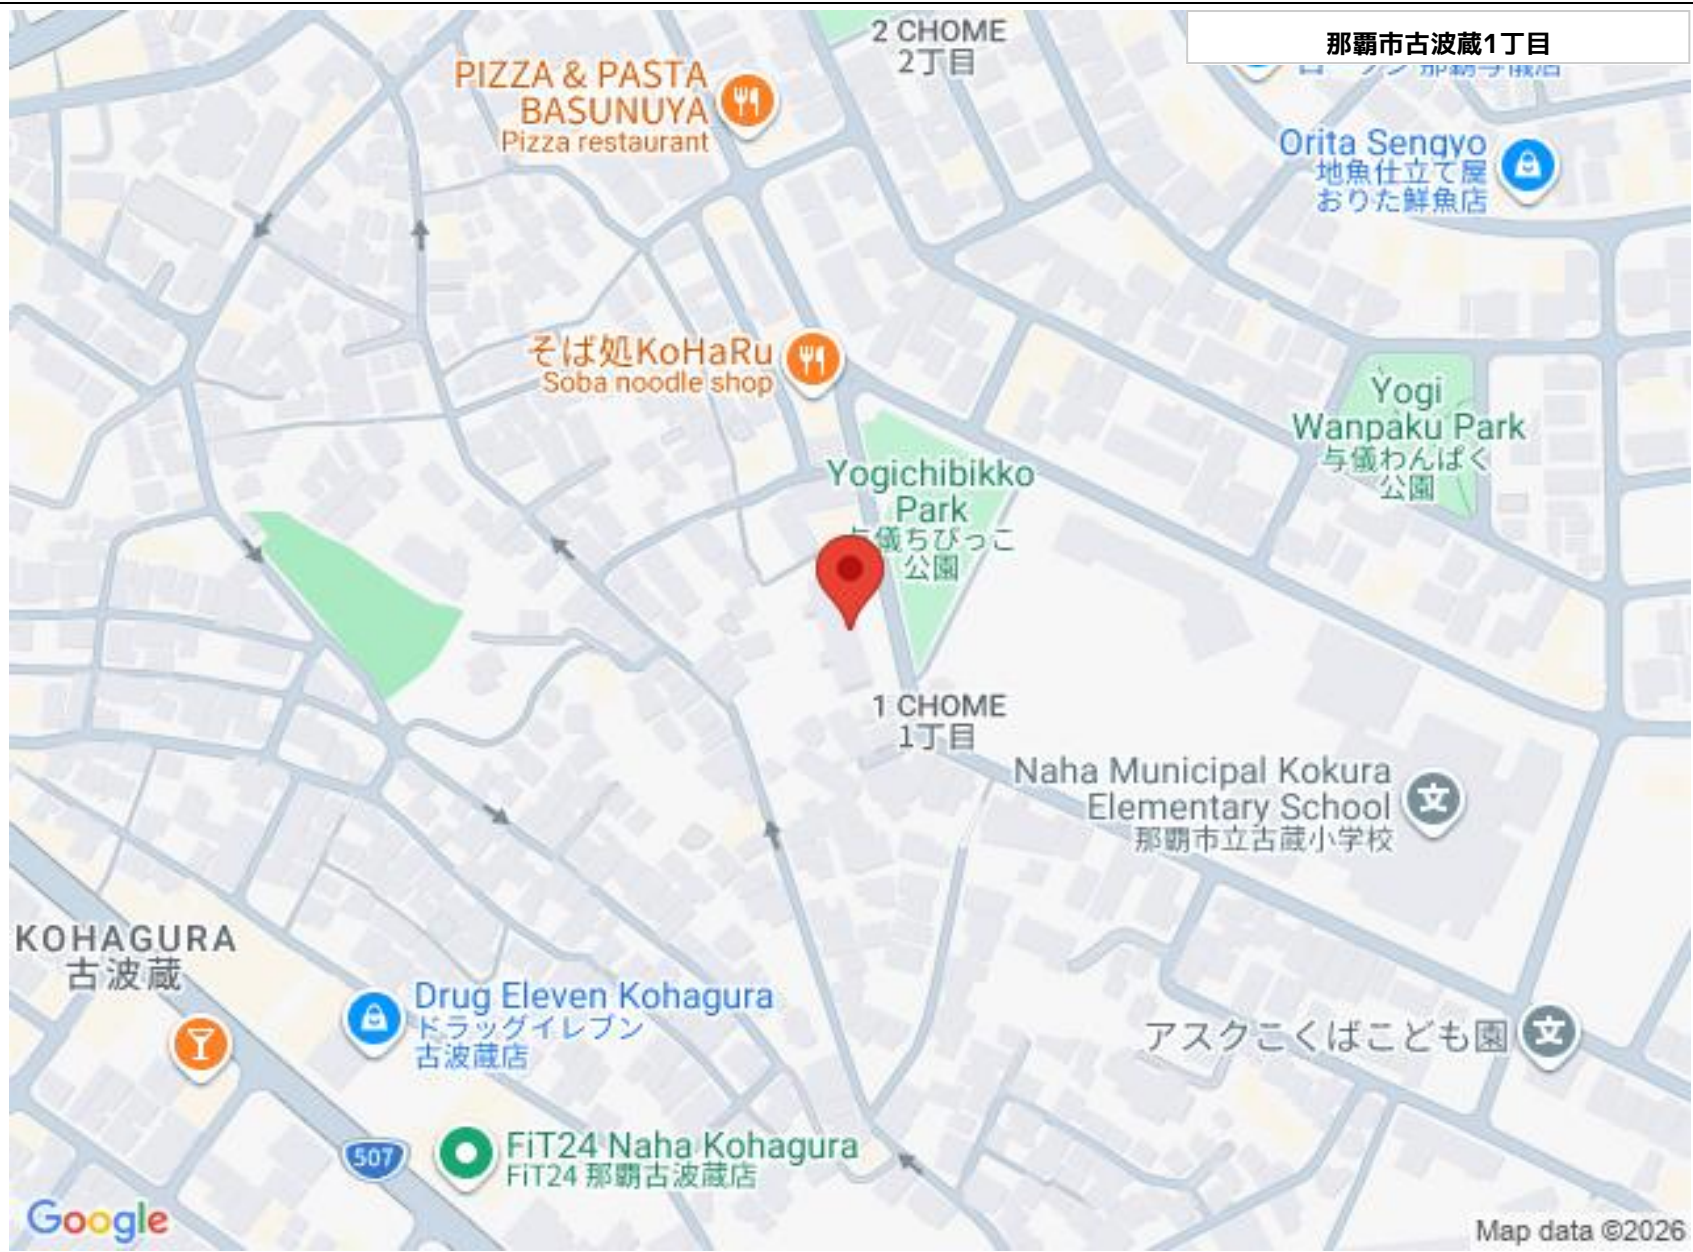 那覇市古波蔵1丁目
2 CHOME
2丁目
PIZZA & PASTA
BASUNUYA
Pizza restaurant
Orita Sengyo
地魚仕立て屋
おりた鮮魚店
そば処KoHaRu
Soba noodle shop
Yogi
Wanpaku Park
与儀わんぱく
公園
Yogichibikko
Park
儀ちびっこ
公園
1 CHOME
1丁目
Naha Municipal Kokura
Elementary School
那覇市立古蔵小学校
KOHAGURA
古波蔵
Drug Eleven Kohagura
ドラッグイレブン
古波蔵店
アスクこくばこども園
507
FiT24 Naha Kohagura
FiT24 那覇古波蔵店
Google
Map data ©2026